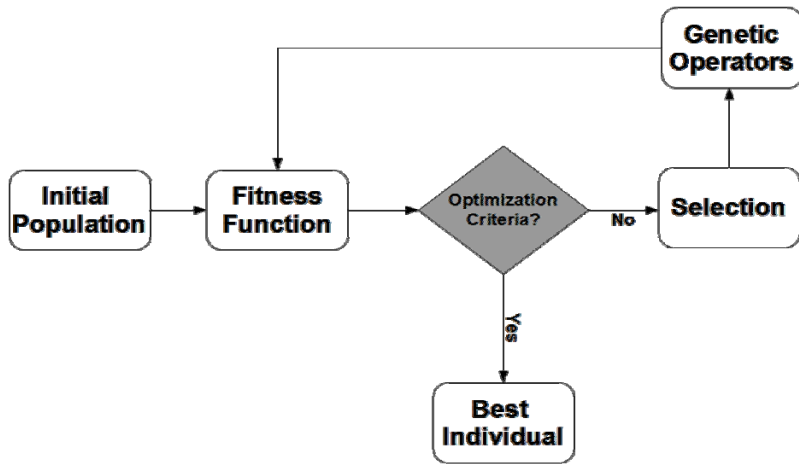 Genetic
Operators
Initial
Population
Fitness
Function
Optimization
Criteria?
No
Selection
Yes
Best
Individual